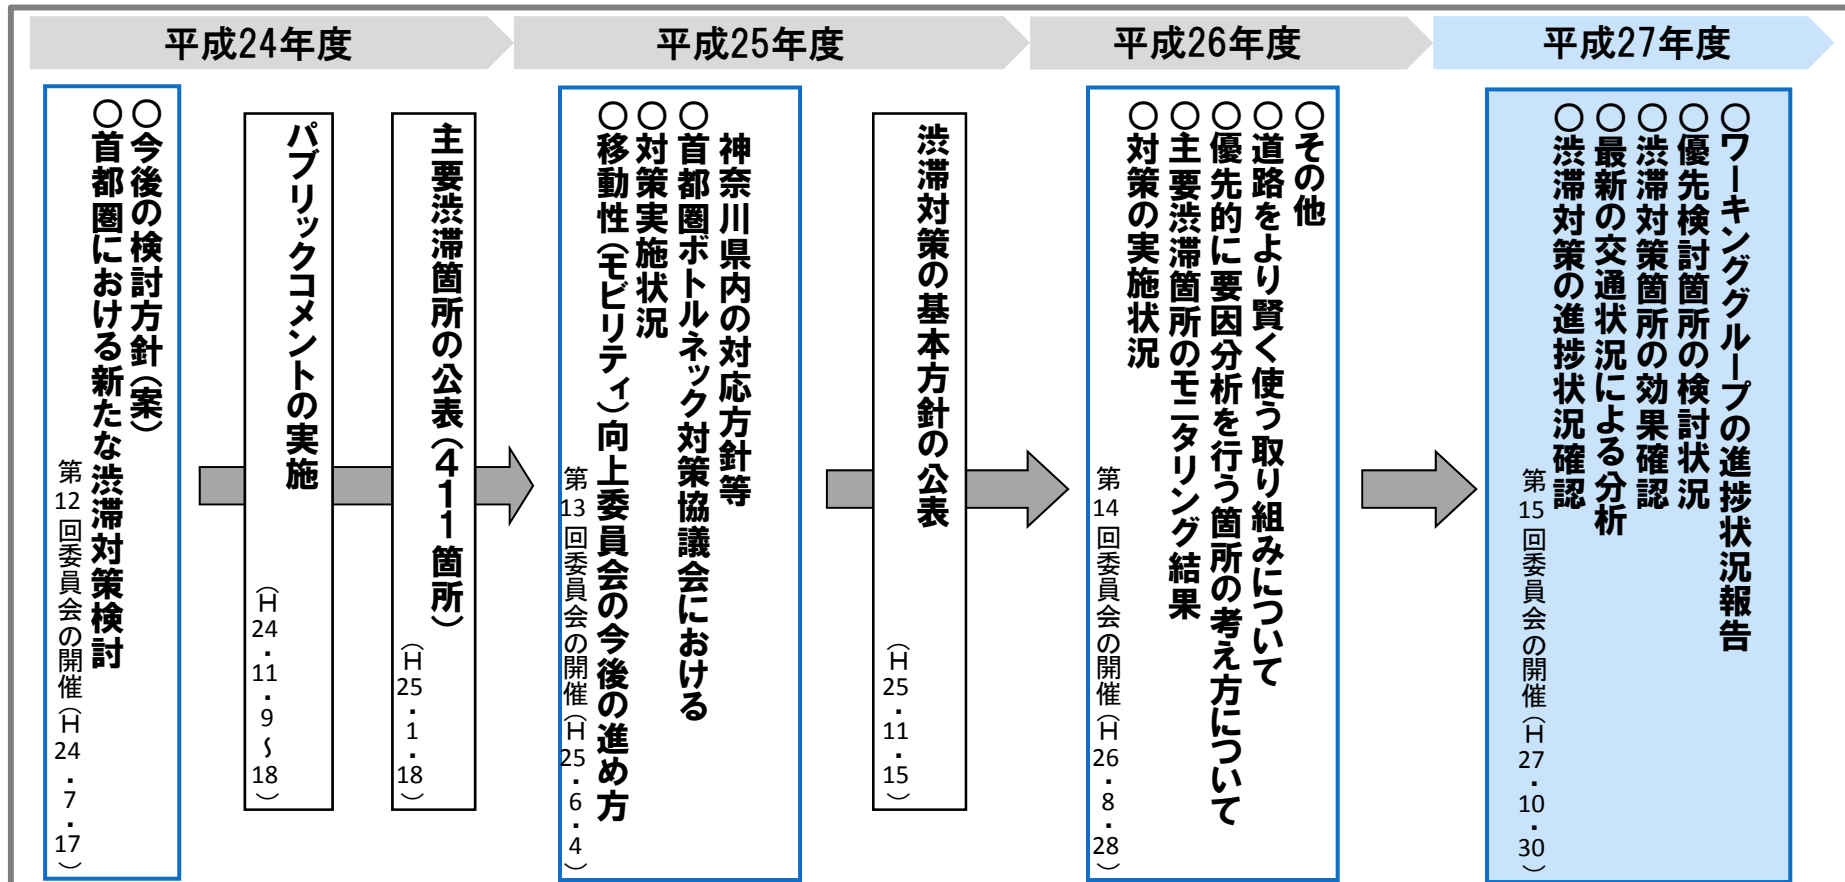 平成24年度
平成25年度
平成26年度
平成27年度
○今後の検討方針（案）
○首都圏における新たな渋滞対策検討
第12回委員会の開催（H24・7・17）
パブリックコメントの実施
（H24・11・9～18）
主要渋滞箇所の公表（411箇所）
（H25・1・18）
神奈川県内の対応方針等
○首都圏ボトルネック対策協議会における
○対策実施状況
○移動性（モビリティ）向上委員会の今後の進め方
第13回委員会の開催（H25・6・4）
渋滞対策の基本方針の公表
（H25・11・15）
○その他
○道路をより賢く使う取り組みについて
○優先的に要因分析を行う箇所の考え方について
○主要渋滞箇所のモニタリング結果
○対策の実施状況
第14回委員会の開催（H26・8・28）
○ワーキンググループの進捗状況報告
○優先検討箇所の検討状況
○渋滞対策箇所の効果確認
○最新の交通状況による分析
○渋滞対策の進捗状況確認
第15回委員会の開催（H27・10・30）